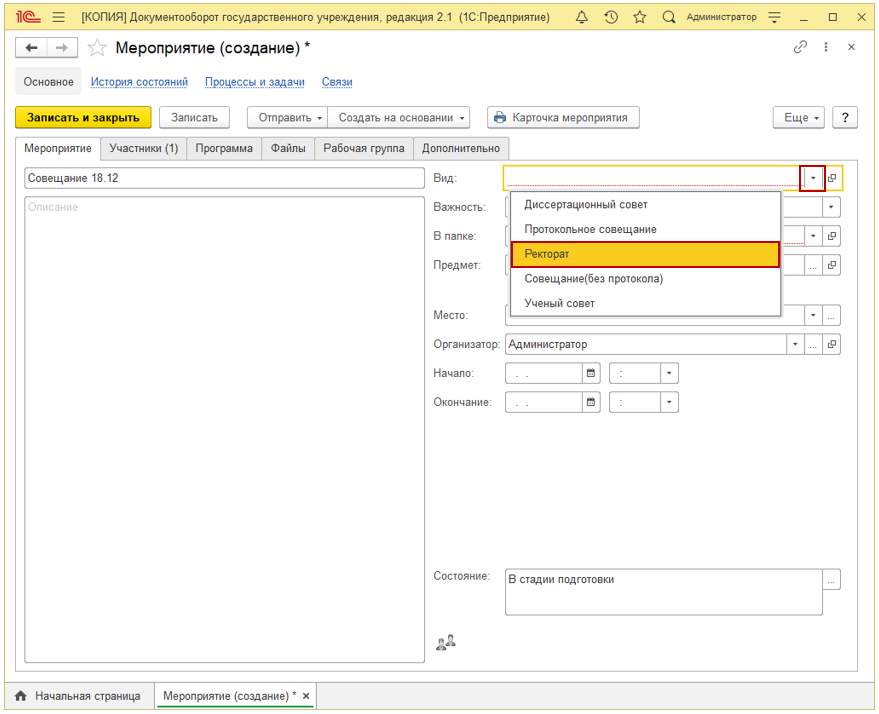 1С [КОПИЯ] Документооборот государственного учреждения, редакция 2.1 (1С:Предприятие) Администратор
Мероприятие (создание) *
Основное История состояний Процессы и задачи Связи
Записать и закрыть Записать Отправить Создать на основании Карточка мероприятия Еще ?
Мероприятие Участники (1) Программа Файлы Рабочая группа Дополнительно
Совещание 18.12 Вид:
Описание Важность:
Диссертационный совет
Протокольное совещание
В папке:
Ректорат
Предмет: ...
Совещание(без протокола)
Ученый совет
Место: ...
Организатор: Администратор ...
Начало: . . :
Окончание: . . :
Состояние: В стадии подготовки ...
Начальная страница Мероприятие (создание) * ×